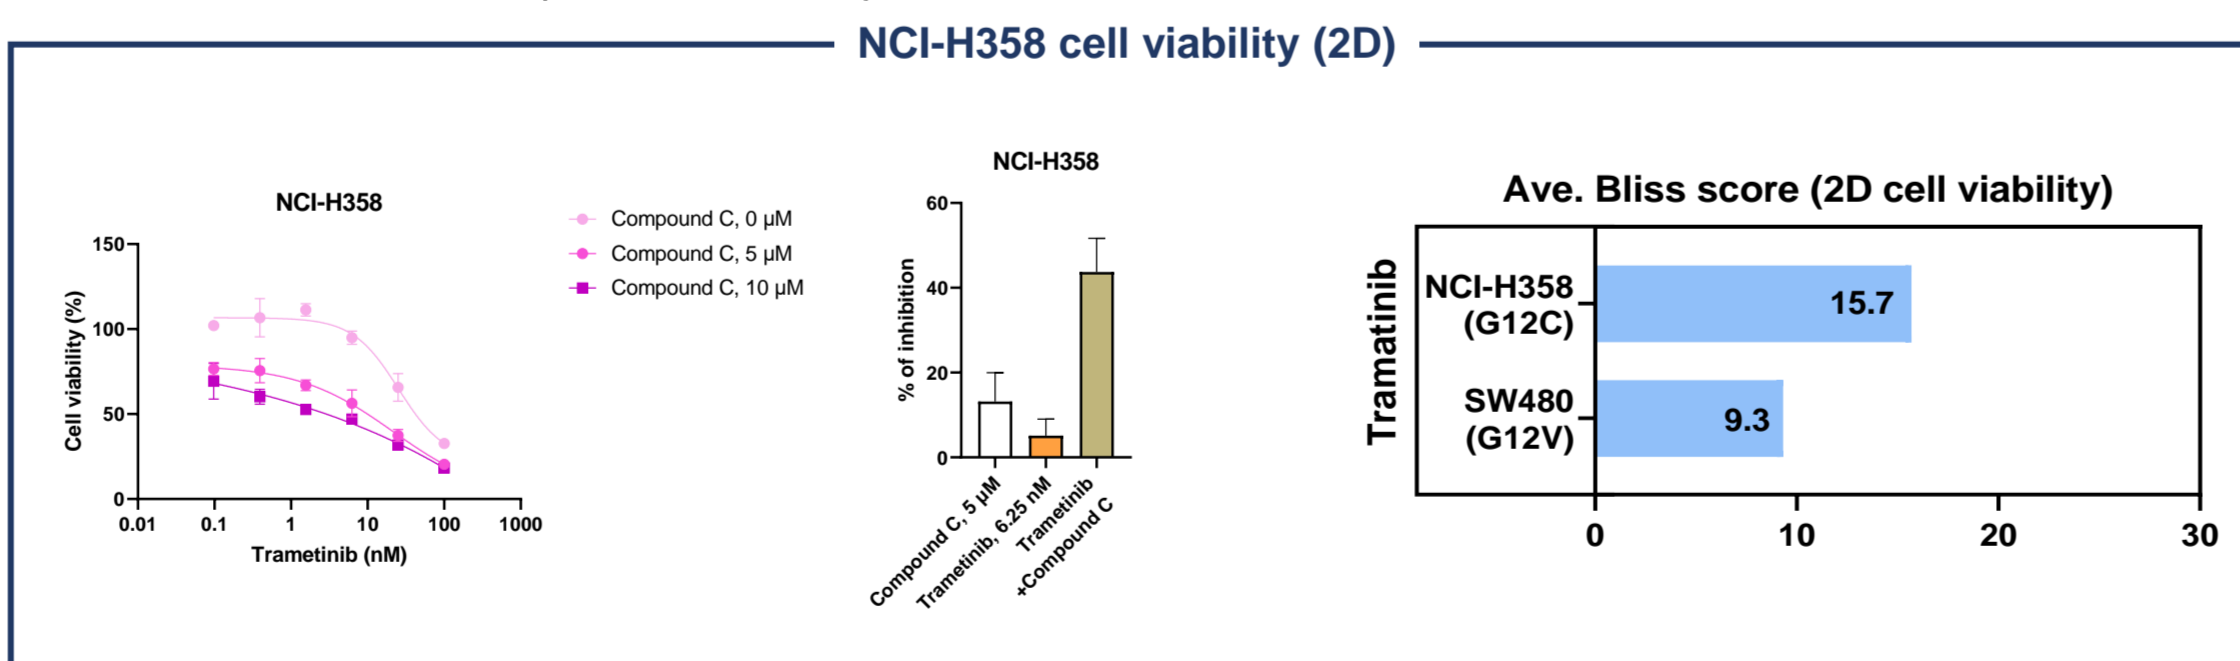 NCI-H358 cell viability (2D)
NCI-H358
150
100
50
0
Cell viability (%)
0.01
0.1
1
10
100
1000
Trametinib (nM)
Compound C, 0 µM
Compound C, 5 µM
Compound C, 10 µM
NCI-H358
60
40
20
0
% of inhibition
Compound C, 5 µM
Trametinib, 6.25 nM
Trametinib
+Compound C
Ave. Bliss score (2D cell viability)
Tramatinib
NCI-H358
(G12C)
15.7
SW480
(G12V)
9.3
0
10
20
30